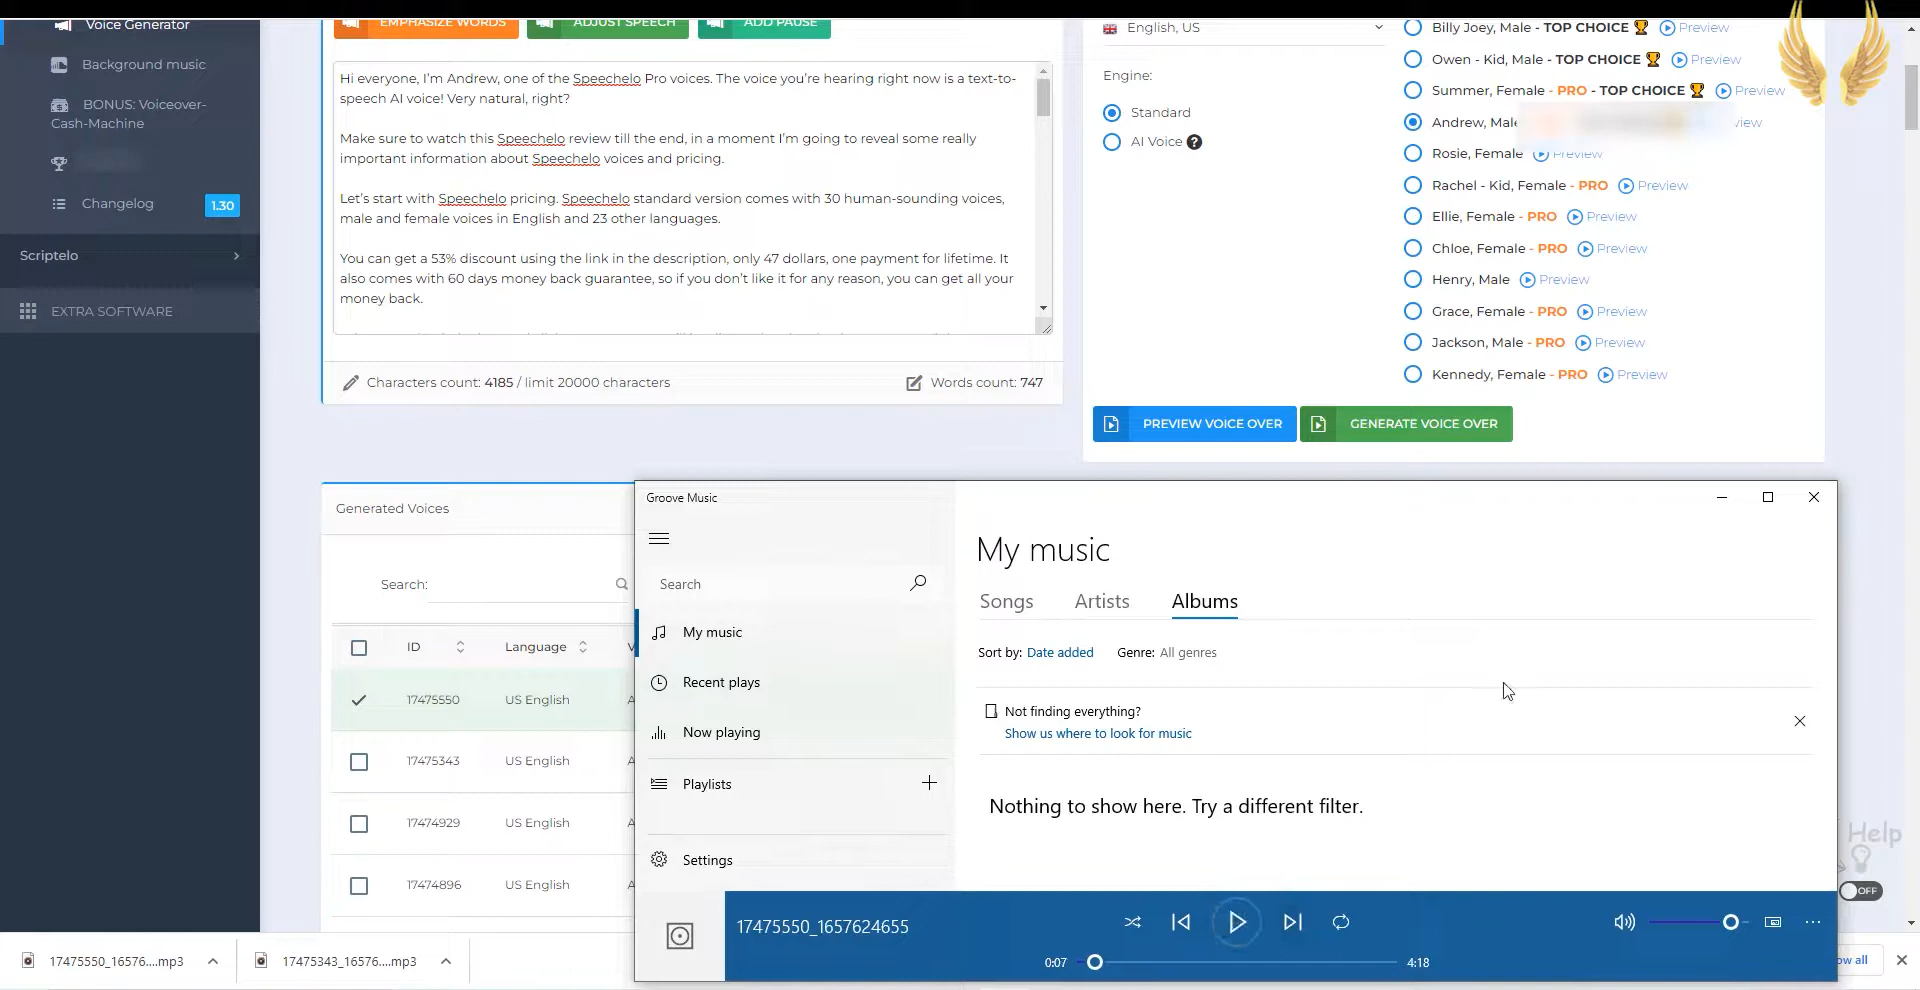 Voice Generator
Background music
BONUS: Voiceover-
Cash-Machine
Changelog
1.30
Scriptelo
EXTRA SOFTWARE
EMPHASIZE WORDS
ADJUST SPEECH
ADD PAUSE
Hi everyone, I'm Andrew, one of the Speechelo Pro voices. The voice you're hearing right now is a text-to-
speech AI voice! Very natural, right?
Make sure to watch this Speechelo review till the end, in a moment I'm going to reveal some really
important information about Speechelo voices and pricing.
Let's start with Speechelo pricing. Speechelo standard version comes with 30 human-sounding voices,
male and female voices in English and 23 other languages.
You can get a 53% discount using the link in the description, only 47 dollars, one payment for lifetime. It
also comes with 60 days money back guarantee, so if you don't like it for any reason, you can get all your
money back.
Characters count: 4185 / limit 20000 characters
Words count: 747
English, US
Engine:
Standard
AI Voice ?
Billy Joey, Male - TOP CHOICE Preview
Owen - Kid, Male - TOP CHOICE Preview
Summer, Female - PRO - TOP CHOICE Preview
Andrew, Male
Rosie, Female Preview
Rachel - Kid, Female - PRO Preview
Ellie, Female - PRO Preview
Chloe, Female - PRO Preview
Henry, Male Preview
Grace, Female - PRO Preview
Jackson, Male - PRO Preview
Kennedy, Female - PRO Preview
PREVIEW VOICE OVER
GENERATE VOICE OVER
Generated Voices
Search:
ID
Language
17475550 US English A
17475343 US English A
17474929 US English A
17474896 US English A
Groove Music
Search
My music
Recent plays
Now playing
Playlists
Settings
My music
Songs Artists Albums
Sort by: Date added Genre: All genres
Not finding everything?
Show us where to look for music
Nothing to show here. Try a different filter.
17475550_1657624655
0:07
4:18
Help
OFF
17475550_16576....mp3
17475343_16576....mp3
ow all